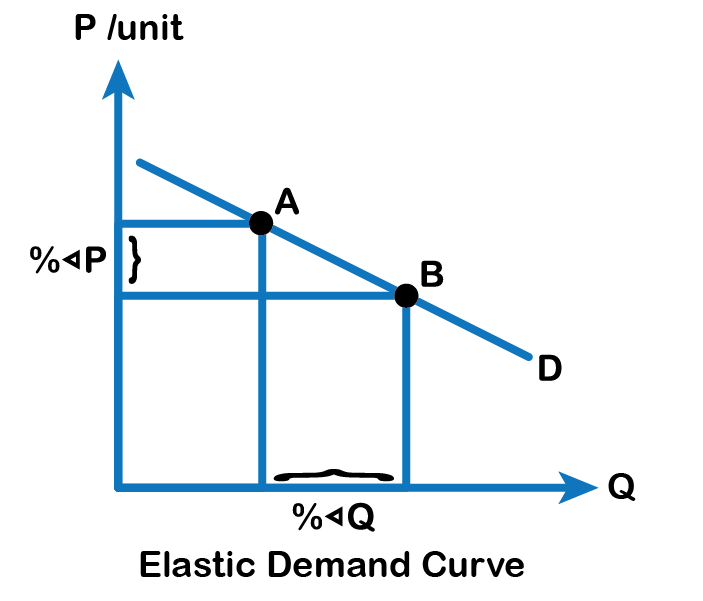 P /unit
A
%⊲P
B
D
Q
%⊲Q
Elastic Demand Curve